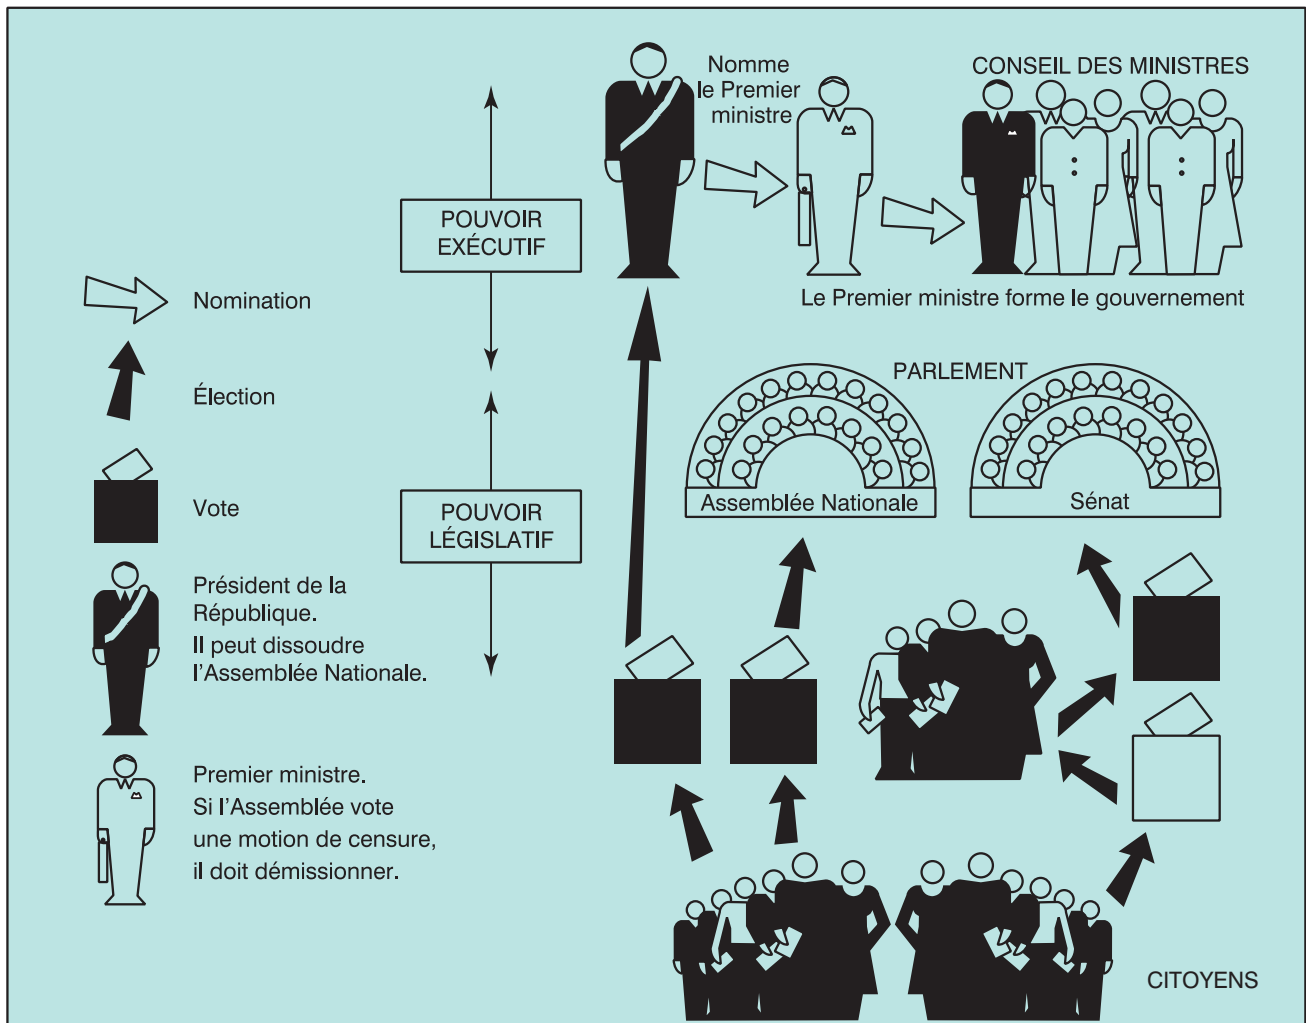 Nomme
le Premier
ministre
CONSEIL DES MINISTRES
POUVOIR
EXÉCUTIF
Le Premier ministre forme le gouvernement
Nomination
Élection
Vote
Président de la
République.
Il peut dissoudre
l'Assemblée Nationale.
Premier ministre.
Si l'Assemblée vote
une motion de censure,
il doit démissionner.
PARLEMENT
Assemblée Nationale
Sénat
POUVOIR
LÉGISLATIF
CITOYENS